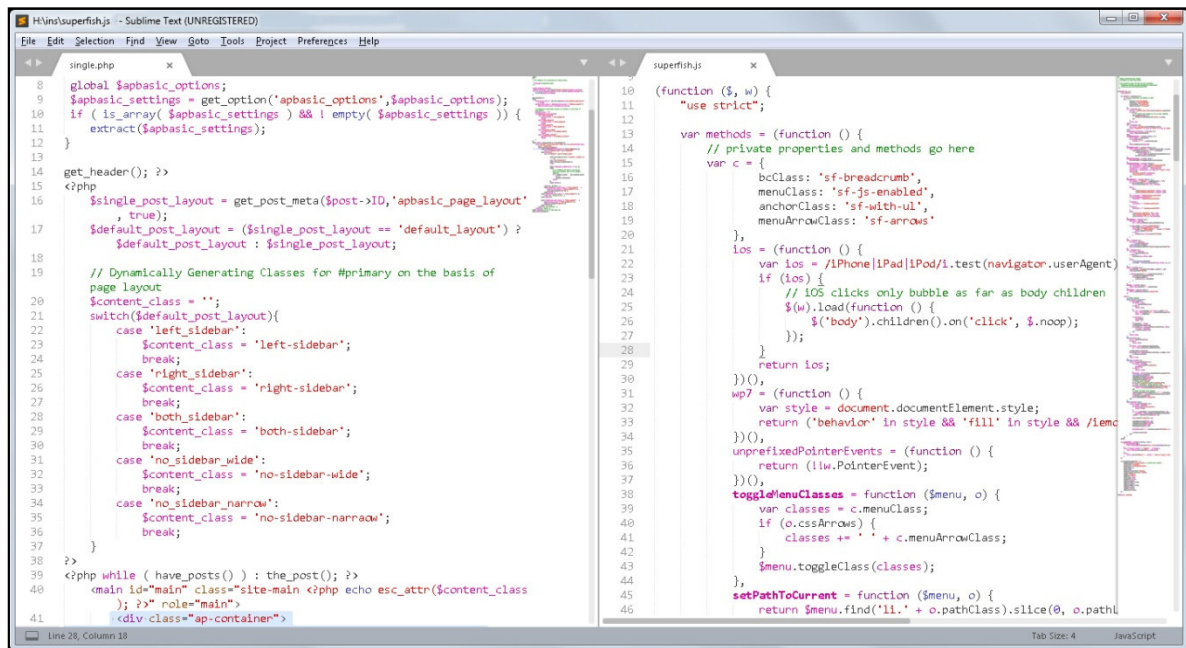 H:\ins\superfish.js - Sublime Text (UNREGISTERED)
File Edit Selection Find View Goto Tools Project Preferences Help
single.php
8 global $apbasic_options;
9 $apbasic_settings = get_option('apbasic_options',$apbasic_options);
10 if ( is_array( $apbasic_settings ) && ! empty( $apbasic_settings )) {
11 extract($apbasic_settings);
12 }
13
14 get_header(); ?>
15 <?php
16 $single_post_layout = get_post_meta($post->ID,'apbasic_page_layout'
, true);
17 $default_post_layout = ($single_post_layout == 'default_layout') ?
$default_post_layout : $single_post_layout;
18
19 // Dynamically Generating Classes for #primary on the basis of
page layout
20 $content_class = '';
21 switch($default_post_layout){
22 case 'left_sidebar':
23 $content_class = 'left-sidebar';
24 break;
25 case 'right_sidebar':
26 $content_class = 'right-sidebar';
27 break;
28 case 'both_sidebar':
29 $content_class = 'both-sidebar';
30 break;
31 case 'no_sidebar_wide':
32 $content_class = 'no-sidebar-wide';
33 break;
34 case 'no_sidebar_narrow':
35 $content_class = 'no-sidebar-narraow';
36 break;
37 }
38 ?>
39 <?php while ( have_posts() ) : the_post(); ?>
40 <main id="main" class="site-main <?php echo esc_attr($content_class
); ?>" role="main">
41 <div class="ap-container">
superfish.js
9
10 (function ($, w) {
11 "use strict";
12
13 var methods = (function () {
14 // private properties and methods go here
15 var c = {
16 bcClass: 'sf-breadcrumb',
17 menuClass: 'sf-js-enabled',
18 anchorClass: 'sf-with-ul',
19 menuArrowClass: 'sf-arrows'
20 },
21 ios = (function () {
22 var ios = /iPhone|iPad|iPod/i.test(navigator.userAgent)
23 if (ios) {
24 // iOS clicks only bubble as far as body children
25 $(w).load(function () {
26 $('body').children().on('click', $.noop);
27 });
28 }
29 return ios;
30 })(),
31 wp7 = (function () {
32 var style = document.documentElement.style;
33 return ('behavior' in style && 'fill' in style && /iemo
34 })(),
35 unprefixedPointerEvents = (function () {
36 return (!!w.PointerEvent);
37 })(),
38 toggleMenuClasses = function ($menu, o) {
39 var classes = c.menuClass;
40 if (o.cssArrows) {
41 classes += ' ' + c.menuArrowClass;
42 }
43 $menu.toggleClass(classes);
44 },
45 setPathToCurrent = function ($menu, o) {
46 return $menu.find('li.' + o.pathClass).slice(0, o.pathL
Line 28, Column 18
Tab Size: 4
JavaScript